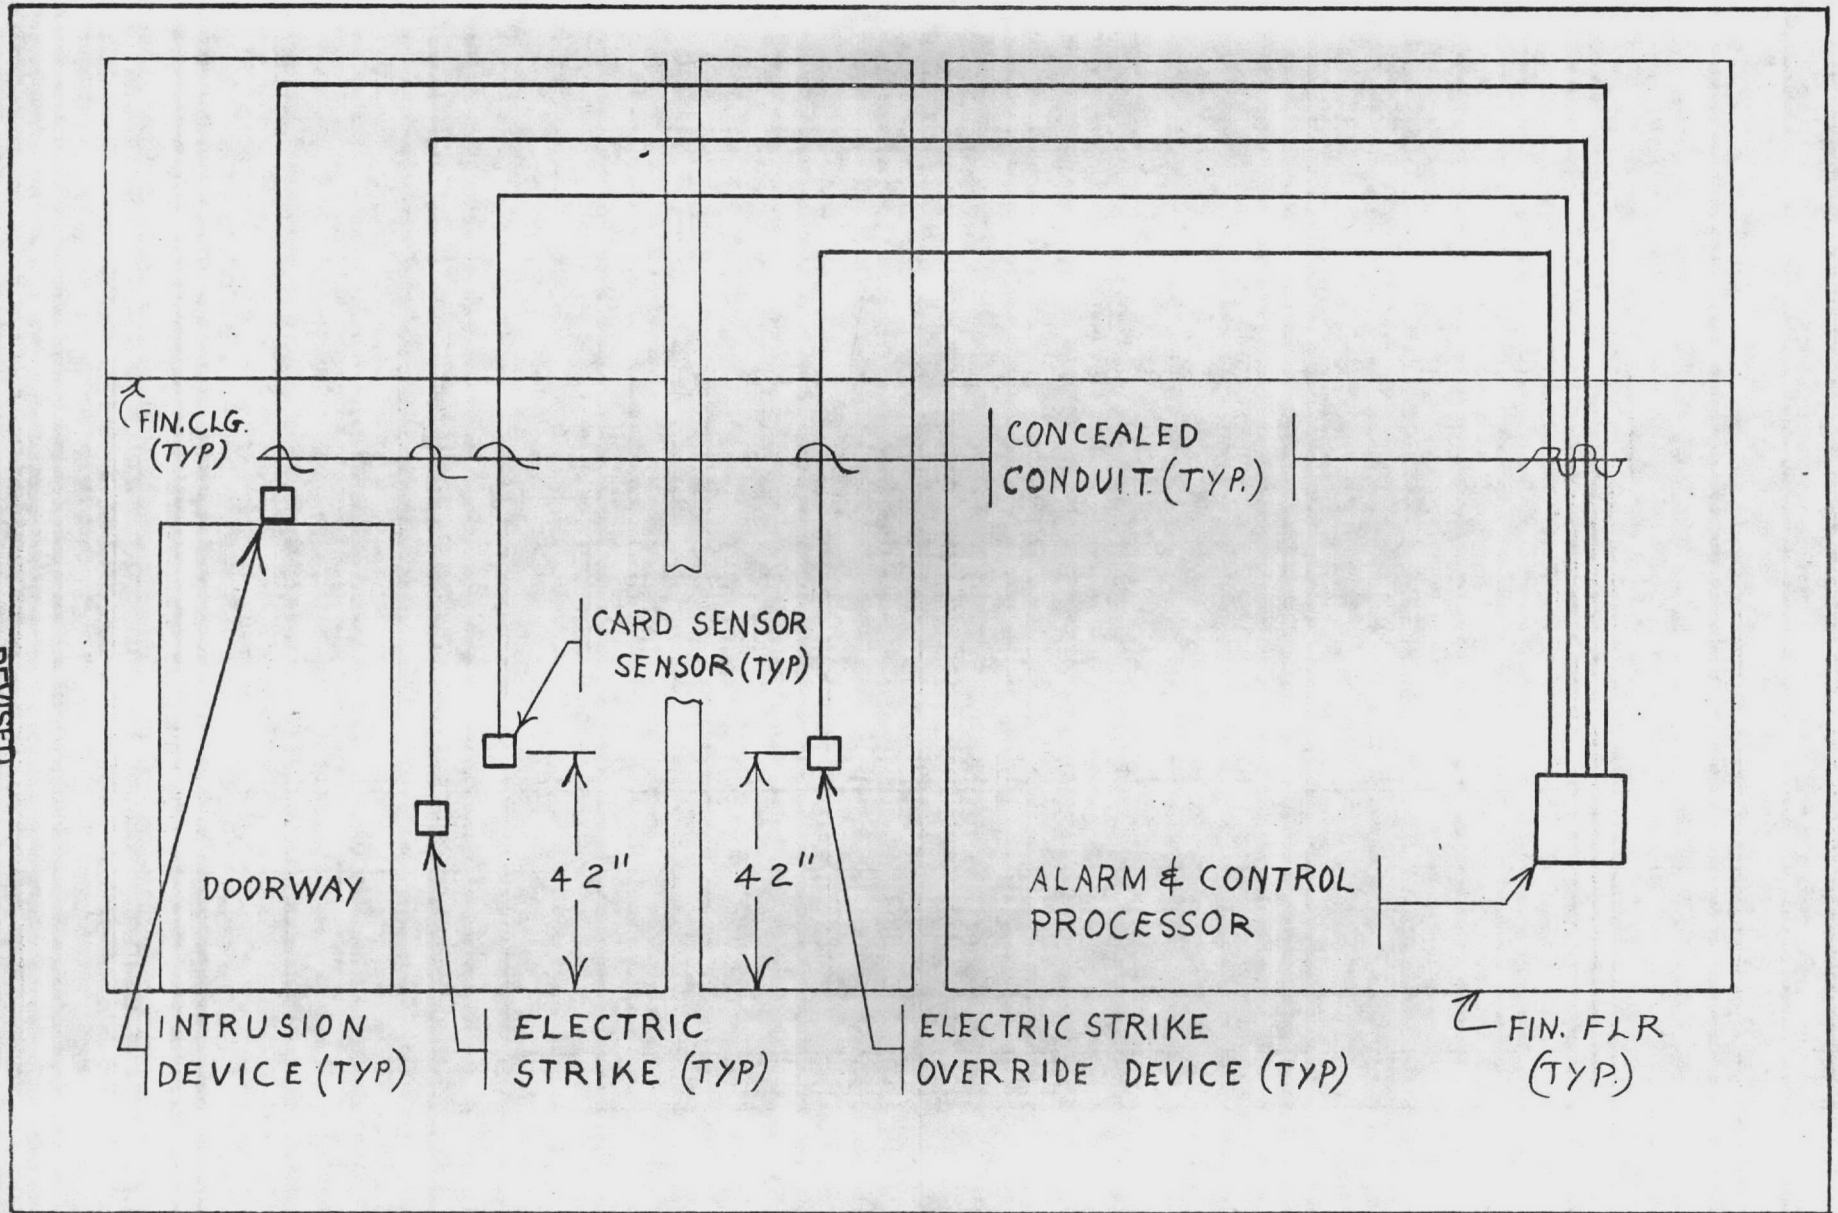 FIN. CLG.
(TYP)
CONCEALED
CONDUIT. (TYP.)
CARD SENSOR
SENSOR (TYP)
REVISED
42"
42"
DOORWAY
ALARM & CONTROL
PROCESSOR
INTRUSION
DEVICE (TYP)
ELECTRIC
STRIKE (TYP)
ELECTRIC STRIKE
OVERRIDE DEVICE (TYP)
FIN. FLR
(TYP.)